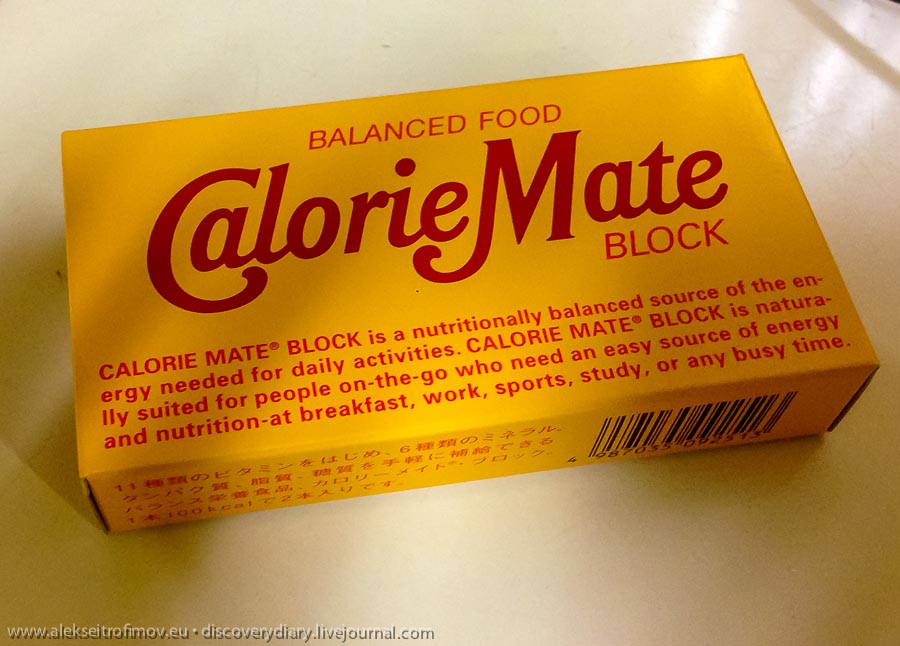 BALANCED FOOD
CalorieMate
BLOCK
CALORIE MATE® BLOCK is a nutritionally balanced source of the en-
ergy needed for daily activities. CALORIE MATE® BLOCK is natura-
lly suited for people on-the-go who need an easy source of energy
and nutrition-at breakfast, work, sports, study, or any busy time.
11種類のビタミンをはじめ、6種類のミネラル、
タンパク質、脂質、糖質を手軽に補給できる
バランス栄養食品、カロリーメイト®、ブロック。
1本100kcalで2本入りです。
www.alekseitrofimov.eu • discoverydiary.livejournal.com